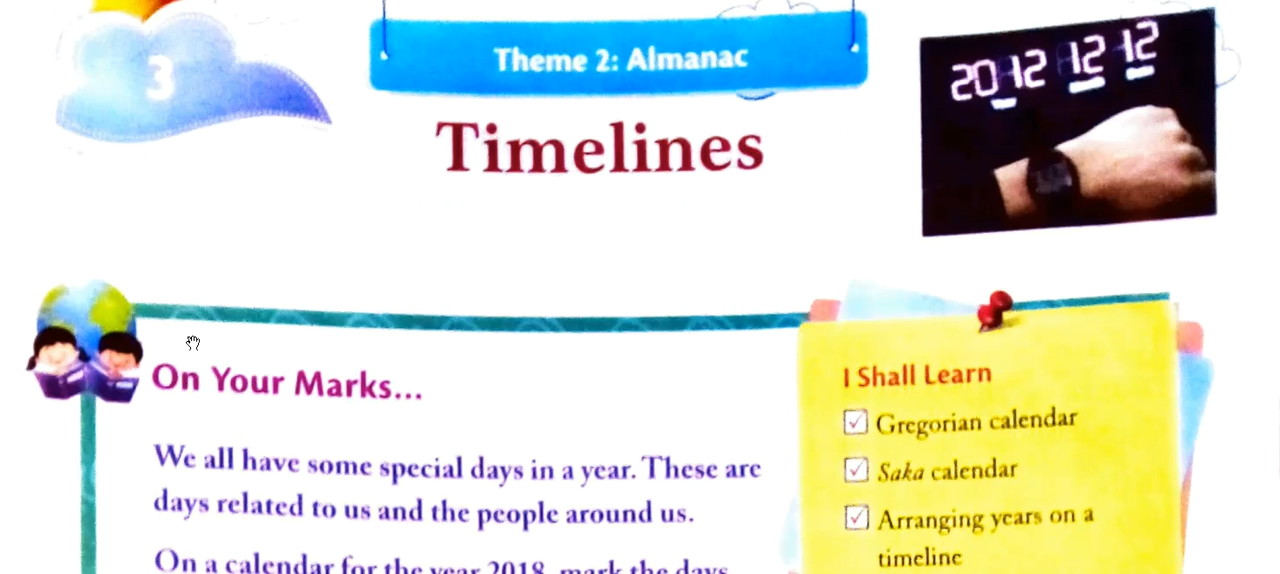 3
Theme 2: Almanac
2012 12 12
Timelines
On Your Marks...
We all have some special days in a year. These are
days related to us and the people around us.
On a calendar for the year 2018, mark the days
I Shall Learn
Gregorian calendar
Saka calendar
Arranging years on a
timeline